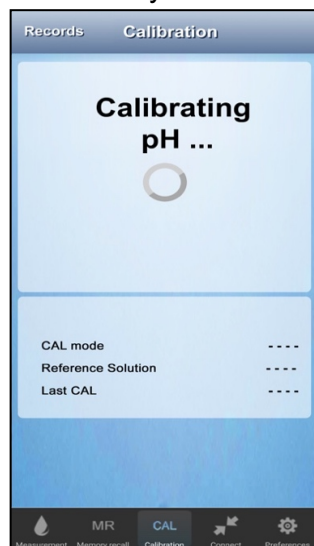 Records Calibration
Calibrating
pH ...
CAL mode ----
Reference Solution ----
Last CAL ----
MR CAL
Measurement Memory recall Calibration Connect Preferences